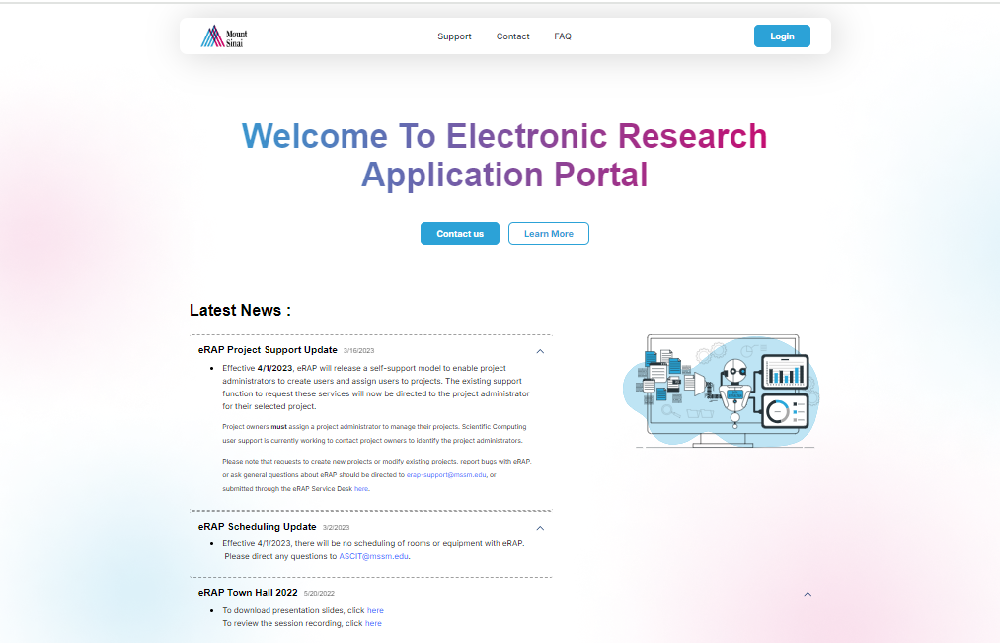 Mount
Sinai
Support
Contact
FAQ
Login
Welcome To Electronic Research
Application Portal
Contact us
Learn More
Latest News :
eRAP Project Support Update 3/16/2023
Effective 4/1/2023, eRAP will release a self-support model to enable project
administrators to create users and assign users to projects. The existing support
function to request these services will now be directed to the project administrator
for their selected project.
Project owners must assign a project administrator to manage their projects. Scientific Computing
user support is currently working to contact project owners to identify the project administrators.
Please note that requests to create new projects or modify existing projects, report bugs with eRAP,
or ask general questions about eRAP should be directed to erap-support@mssm.edu, or
submitted through the eRAP Service Desk here.
eRAP Scheduling Update 3/2/2023
Effective 4/1/2023, there will be no scheduling of rooms or equipment with eRAP.
Please direct any questions to ASCIT@mssm.edu.
eRAP Town Hall 2022 5/20/2022
To download presentation slides, click here
To review the session recording, click here